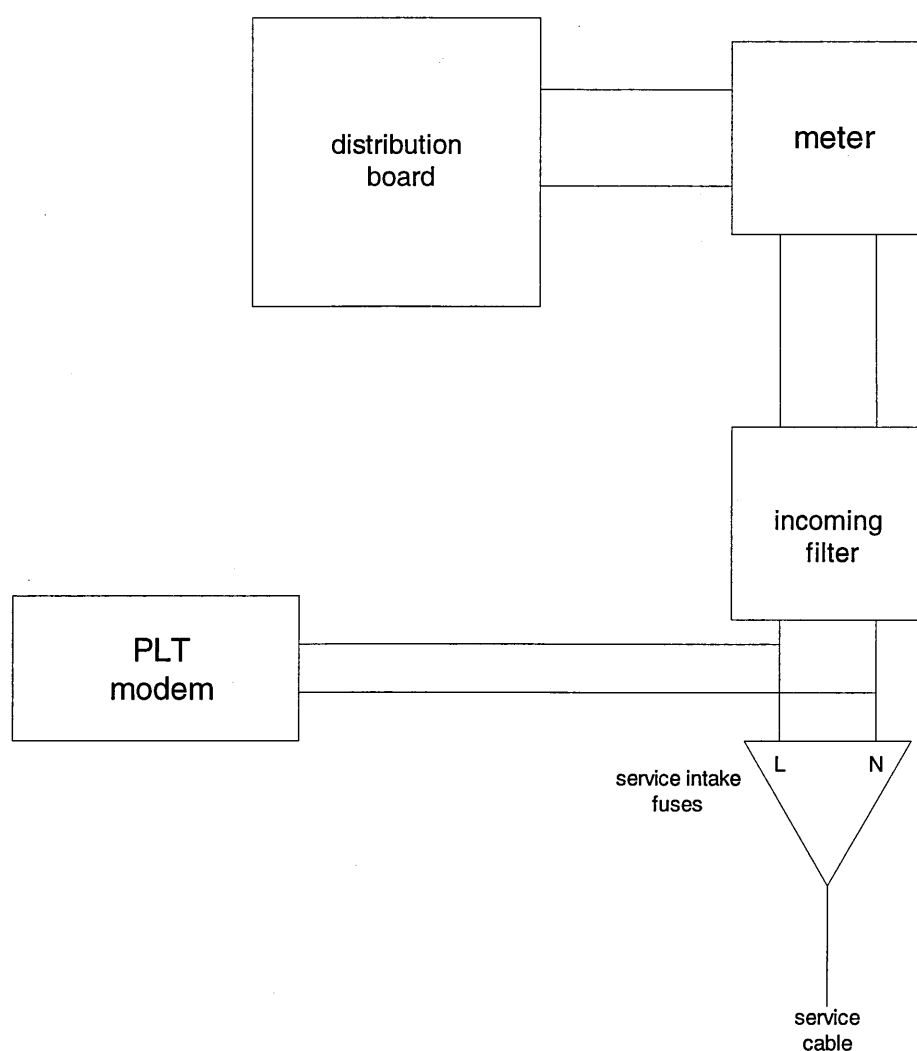 distribution
board
meter
incoming
filter
PLT
modem
L
N
service intake
fuses
service
cable